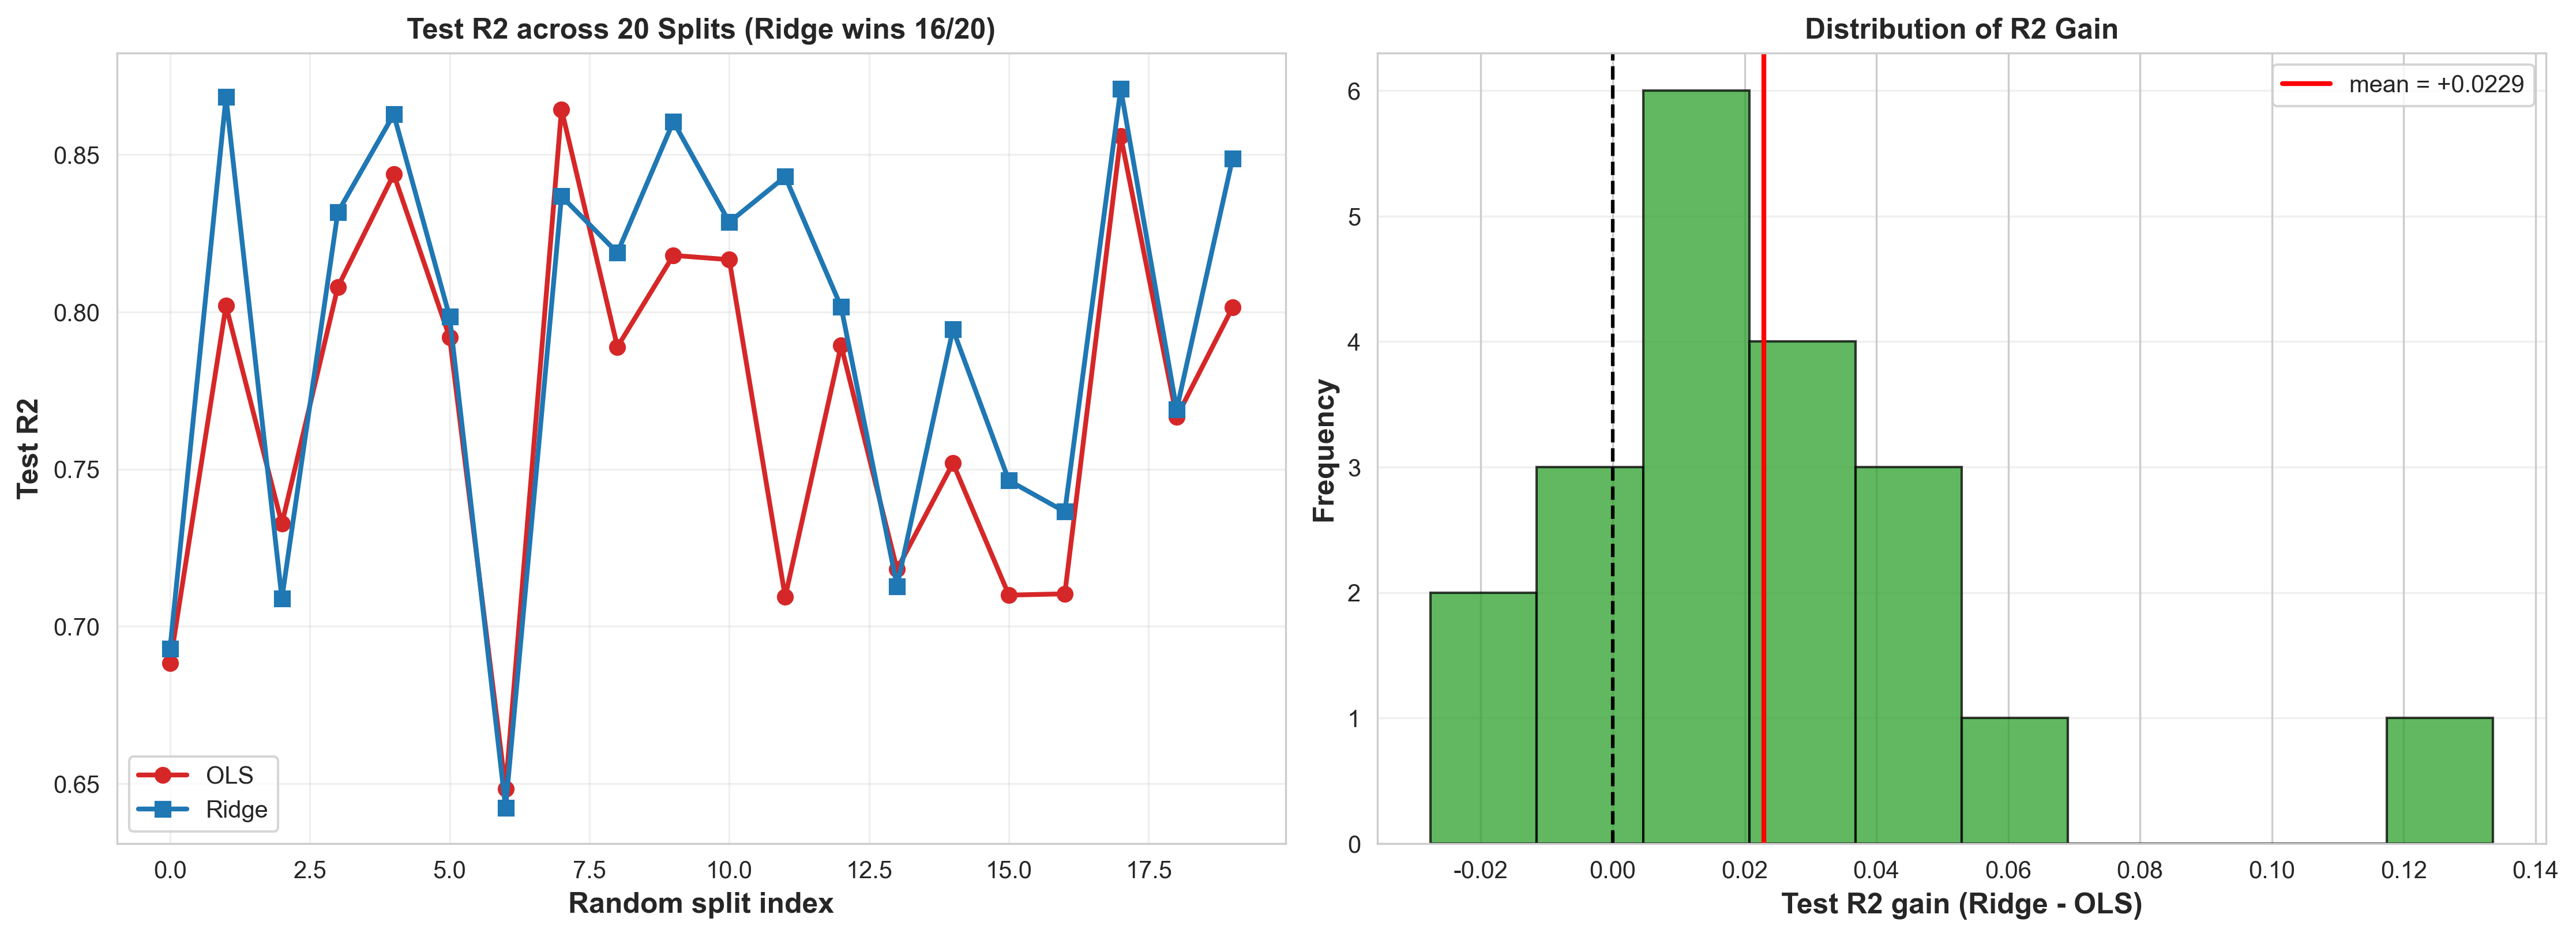 Test R2 across 20 Splits (Ridge wins 16/20)
Test R2
0.85
0.80
0.75
0.70
0.65
OLS
Ridge
0.0 2.5 5.0 7.5 10.0 12.5 15.0 17.5
Random split index
Distribution of R2 Gain
mean = +0.0229
Frequency
6
5
4
3
2
1
0
-0.02 0.00 0.02 0.04 0.06 0.08 0.10 0.12 0.14
Test R2 gain (Ridge - OLS)